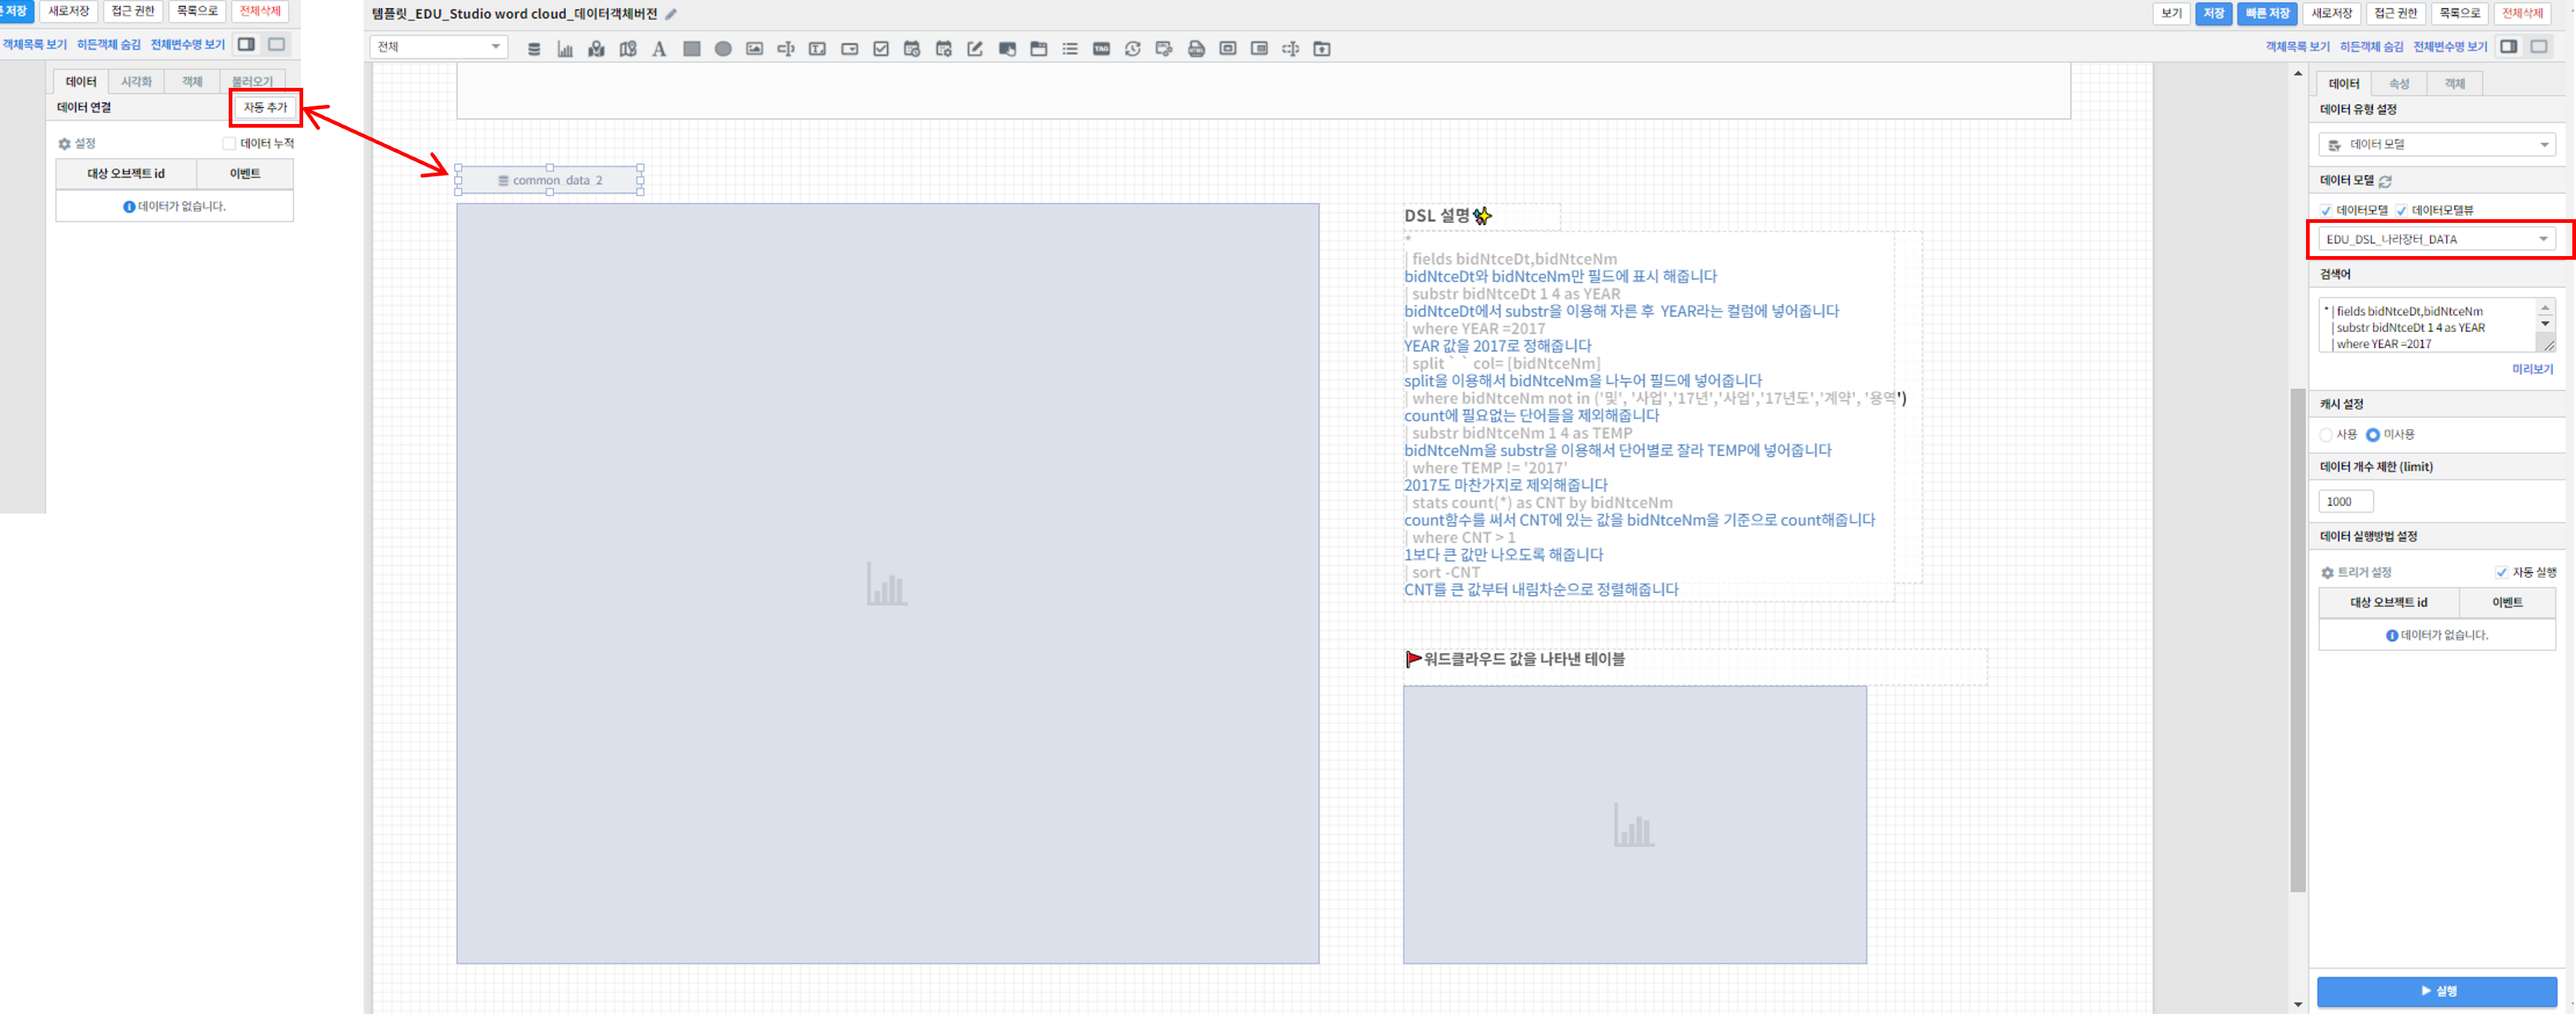 른 저장 새로저장 접근 권한 목록으로 전체삭제
객체목록 보기 히든객체 숨김 전체변수명 보기
데이터 시각화 객체 물러오기
데이터 연결 자동 추가
설정 데이터 누적
대상 오브젝트 id 이벤트
데이터가 없습니다.
템플릿_EDU_Studio word cloud_데이터객체버전
보기 저장 빠른 저장 새로저장 접근 권한 목록으로 전체삭제
전체
객체목록 보기 히든객체 숨김 전체변수명 보기
common_data_2
DSL 설명
*
| fields bidNtceDt,bidNtceNm
bidNtceDt와 bidNtceNm만 필드에 표시 해줍니다
| substr bidNtceDt 1 4 as YEAR
bidNtceDt에서 substr을 이용해 자른 후 YEAR라는 컬럼에 넣어줍니다
| where YEAR =2017
YEAR 값을 2017로 정해줍니다
| split ` ` col= [bidNtceNm]
split을 이용해서 bidNtceNm을 나누어 필드에 넣어줍니다
| where bidNtceNm not in ('및', '사업','17년','사업','17년도','계약', '용역')
count에 필요없는 단어들을 제외해줍니다
| substr bidNtceNm 1 4 as TEMP
bidNtceNm을 substr을 이용해서 단어별로 잘라 TEMP에 넣어줍니다
| where TEMP != '2017'
2017도 마찬가지로 제외해줍니다
| stats count(*) as CNT by bidNtceNm
count함수를 써서 CNT에 있는 값을 bidNtceNm을 기준으로 count해줍니다
| where CNT > 1
1보다 큰 값만 나오도록 해줍니다
| sort -CNT
CNT를 큰 값부터 내림차순으로 정렬해줍니다
워드클라우드 값을 나타낸 테이블
데이터 속성 객체
데이터 유형 설정
데이터 모델
데이터 모델
데이터모델 데이터모델뷰
EDU_DSL_나라장터_DATA
검색어
* | fields bidNtceDt,bidNtceNm
| substr bidNtceDt 1 4 as YEAR
| where YEAR =2017
미리보기
캐시 설정
사용 미사용
데이터 개수 제한 (limit)
1000
데이터 실행방법 설정
트리거 설정 자동 실행
대상 오브젝트 id 이벤트
데이터가 없습니다.
실행